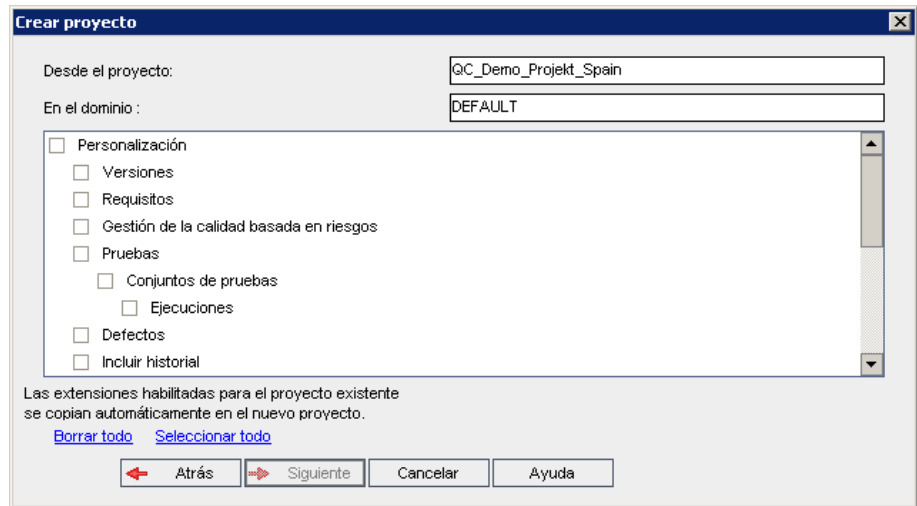 Crear proyecto
Desde el proyecto:
QC_Demo_Projekt_Spain
En el dominio :
DEFAULT
Personalización
Versiones
Requisitos
Gestión de la calidad basada en riesgos
Pruebas
Conjuntos de pruebas
Ejecuciones
Defectos
Incluir historial
Las extensiones habilitadas para el proyecto existente
se copian automáticamente en el nuevo proyecto.
Borrar todo Seleccionar todo
Atrás Siguiente Cancelar Ayuda